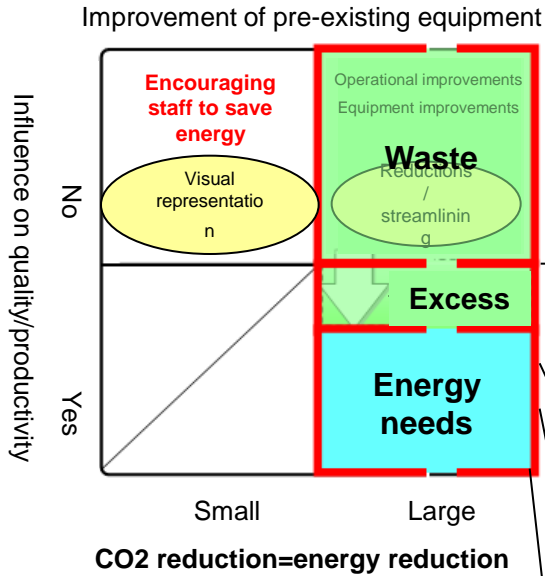 Improvement of pre-existing equipment
Influence on quality/productivity
No
Yes
Encouraging
staff to save
energy
Visual
representatio
n
Operational improvements
Equipment improvements
Waste
Reductions
/
streamlinin
g
Excess
Energy
needs
Small
Large
CO2 reduction=energy reduction